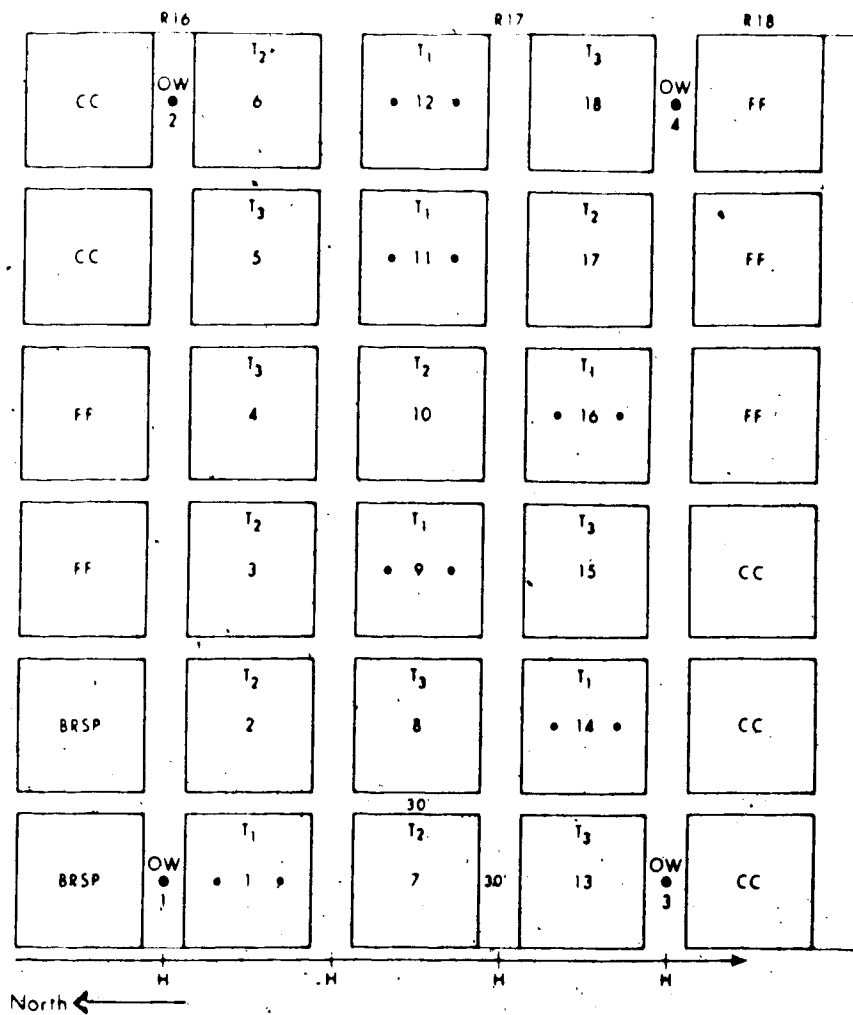 R16 R17 R18
T2 T1 T3
OW OW
CC 6 12 18 FF
2 4
T3 T1 T2
CC 5 11 17 FF
T3 T2 T1
FF 4 10 16 FF
T2 T1 T3
FF 3 9 15 CC
T2 T3 T1
BRSP 2 8 14 CC
30'
T1 T2 T3
OW OW
BRSP 1 7 30' 13 CC
1 3
H H H H
North